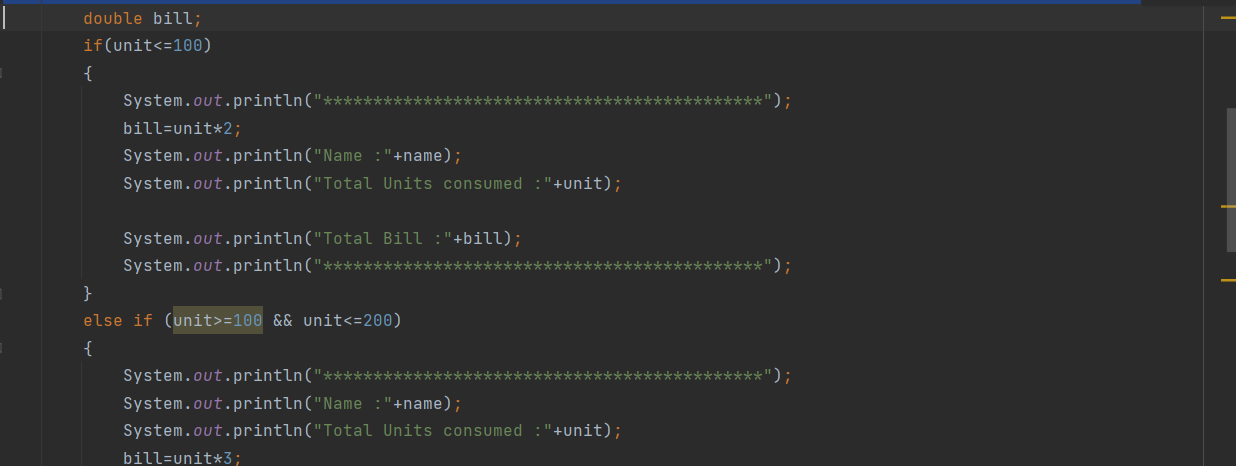 double bill;
if(unit<=100)
{
System.out.println("********************************************");
bill=unit*2;
System.out.println("Name :"+name);
System.out.println("Total Units consumed :"+unit);
System.out.println("Total Bill :"+bill);
System.out.println("********************************************");
}
else if (unit>=100 && unit<=200)
{
System.out.println("********************************************");
System.out.println("Name :"+name);
System.out.println("Total Units consumed :"+unit);
bill=unit*3;